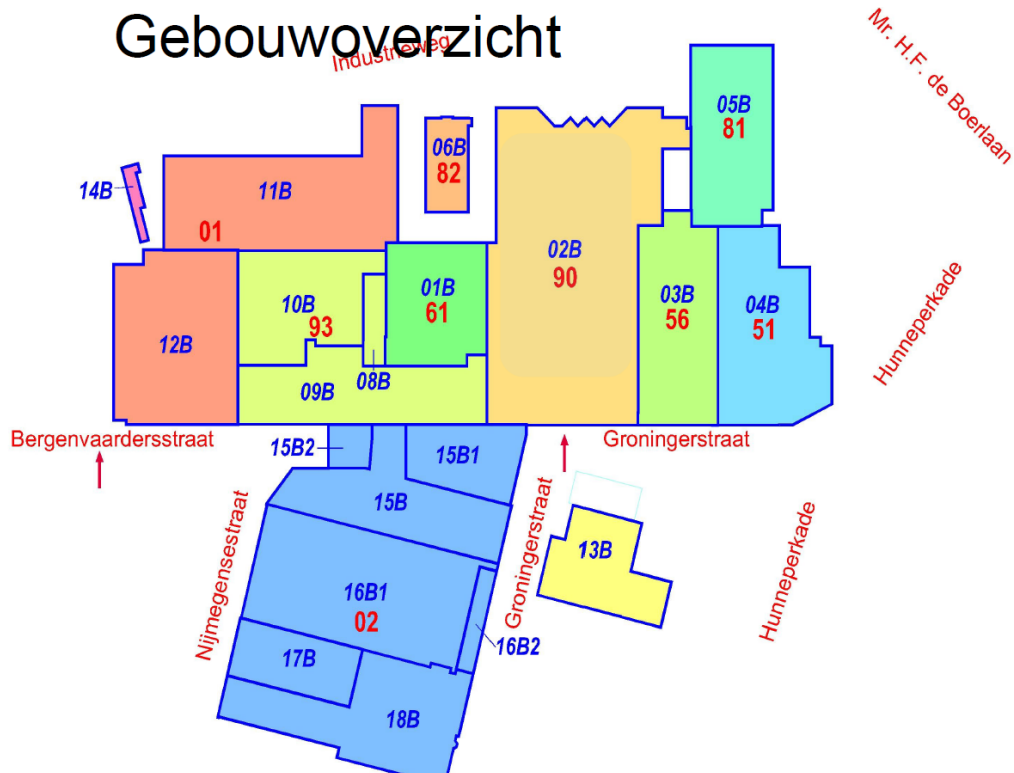 Gebouwoverzicht
Industrieweg
Mr. H.F. de Boerlaan
05B
81
06B
82
14B
11B
01
02B
90
01B
61
10B
93
03B
56
04B
51
12B
08B
09B
Hunneperkade
Bergenvaardersstraat
Groningerstraat
15B2
15B1
15B
Nijmegensestraat
Groningerstraat
13B
Hunneperkade
16B1
02
16B2
17B
18B